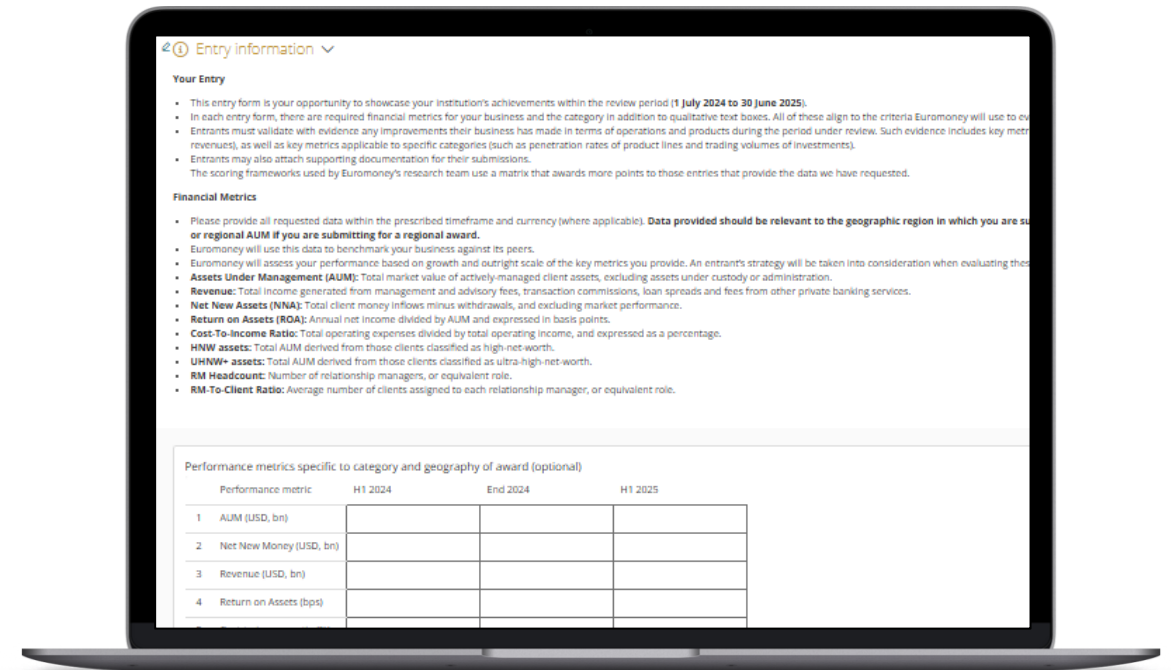 Entry information
Your Entry
This entry form is your opportunity to showcase your institution's achievements within the review period (1 July 2024 to 30 June 2025).
In each entry form, there are required financial metrics for your business and the category in addition to qualitative text boxes. All of these align to the criteria Euromoney will use to ev
Entrants must validate with evidence any improvements their business has made in terms of operations and products during the period under review. Such evidence includes key metr
revenues), as well as key metrics applicable to specific categories (such as penetration rates of product lines and trading volumes of investments).
Entrants may also attach supporting documentation for their submissions.
The scoring frameworks used by Euromoney's research team use a matrix that awards more points to those entries that provide the data we have requested.
Financial Metrics
Please provide all requested data within the prescribed timeframe and currency (where applicable). Data provided should be relevant to the geographic region in which you are su
or regional AUM if you are submitting for a regional award.
Euromoney will use this data to benchmark your business against its peers.
Euromoney will assess your performance based on growth and outright scale of the key metrics you provide. An entrant's strategy will be taken into consideration when evaluating thes
Assets Under Management (AUM): Total market value of actively-managed client assets, excluding assets under custody or administration.
Revenue: Total income generated from management and advisory fees, transaction commissions, loan spreads and fees from other private banking services.
Net New Assets (NNA): Total client money inflows minus withdrawals, and excluding market performance.
Return on Assets (ROA): Annual net income divided by AUM and expressed in basis points.
Cost-To-Income Ratio: Total operating expenses divided by total operating income, and expressed as a percentage.
HNW assets: Total AUM derived from those clients classified as high-net-worth.
UHNW+ assets: Total AUM derived from those clients classified as ultra-high-net-worth.
RM Headcount: Number of relationship managers, or equivalent role.
RM-To-Client Ratio: Average number of clients assigned to each relationship manager, or equivalent role.
Performance metrics specific to category and geography of award (optional)
Performance metric H1 2024 End 2024 H1 2025
1 AUM (USD, bn)
2 Net New Money (USD, bn)
3 Revenue (USD, bn)
4 Return on Assets (bps)